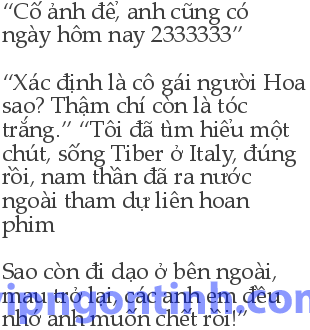 “Cố ảnh đế, anh cũng có
ngày hôm nay 2333333”
“Xác định là cô gái người Hoa
sao? Thậm chí còn là tóc
trắng.” “Tôi đã tìm hiểu một
chút, sống Tiber ở Italy, đúng
rồi, nam thần đã ra nước
ngoài tham dự liên hoan
phim
Sao còn đi dạo ở bên ngoài,
mau trở lại, các anh em đều
nhớ anh muốn chết rồi!”